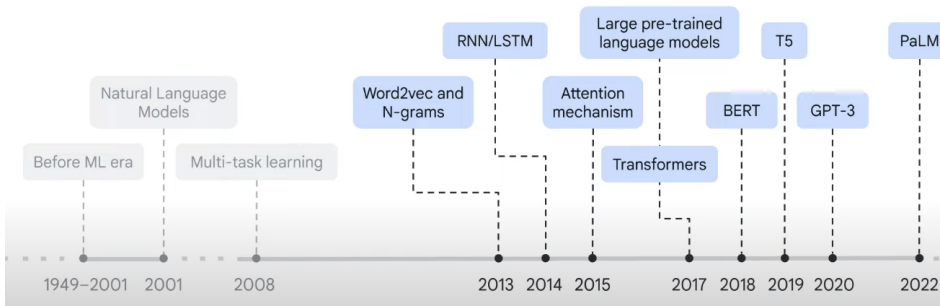 RNN/LSTM
Large pre-trained
language models
T5
PaLM
Natural Language
Models
Word2vec and
N-grams
Attention
mechanism
BERT
GPT-3
Before ML era
Multi-task learning
Transformers
1949–2001 2001 2008 2013 2014 2015 2017 2018 2019 2020 2022